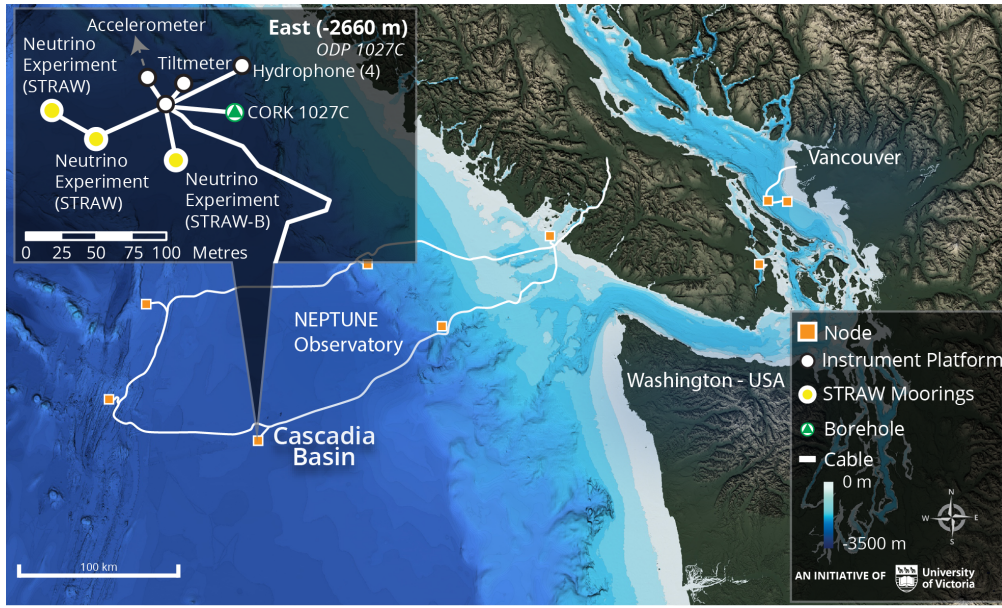 Accelerometer
East (-2660 m)
ODP 1027C
Neutrino
Experiment
(STRAW)
Tiltmeter
Hydrophone (4)
CORK 1027C
Neutrino
Experiment
(STRAW)
Neutrino
Experiment
(STRAW-B)
0 25 50 75 100 Metres
Vancouver
NEPTUNE
Observatory
Washington - USA
Cascadia
Basin
100 km
Node
Instrument Platform
STRAW Moorings
Borehole
Cable
0 m
-3500 m
N
W E
S
AN INITIATIVE OF
University
of Victoria